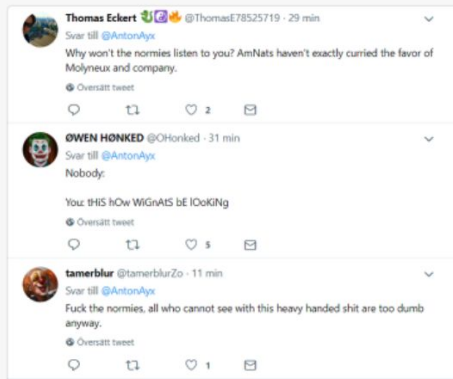 Thomas Eckert @ThomasE78525719 · 29 min
Svar till @AntonAyx
Why won't the normies listen to you? AmNats haven't exactly curried the favor of
Molyneux and company.
Översätt tweet
2
ØWEN HØNKED @OHonked · 31 min
Svar till @AntonAyx
Nobody:
You: tHiS hOw WiGnAtS bE lOoKiNg
Översätt tweet
5
tamerblur @tamerblurZo · 11 min
Svar till @AntonAyx
Fuck the normies, all who cannot see with this heavy handed shit are too dumb
anyway.
Översätt tweet
1